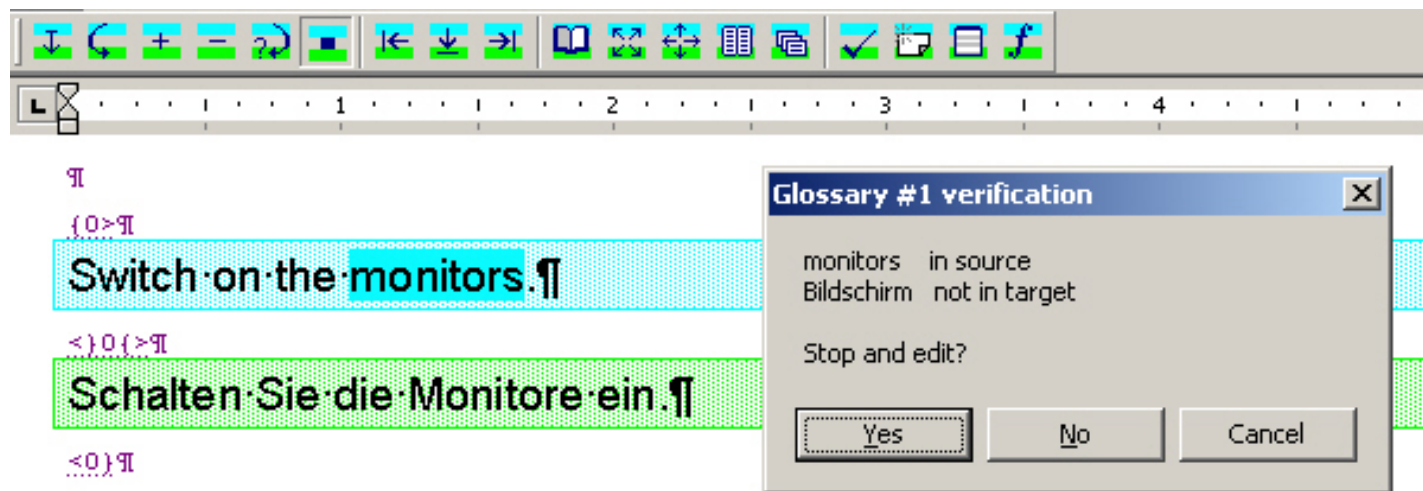 1 2 3 4
¶
{0>¶
Switch·on·the·monitors.¶
<}0{>¶
Schalten·Sie·die·Monitore·ein.¶
<0}¶
Glossary #1 verification
monitors in source
Bildschirm not in target
Stop and edit?
Yes No Cancel